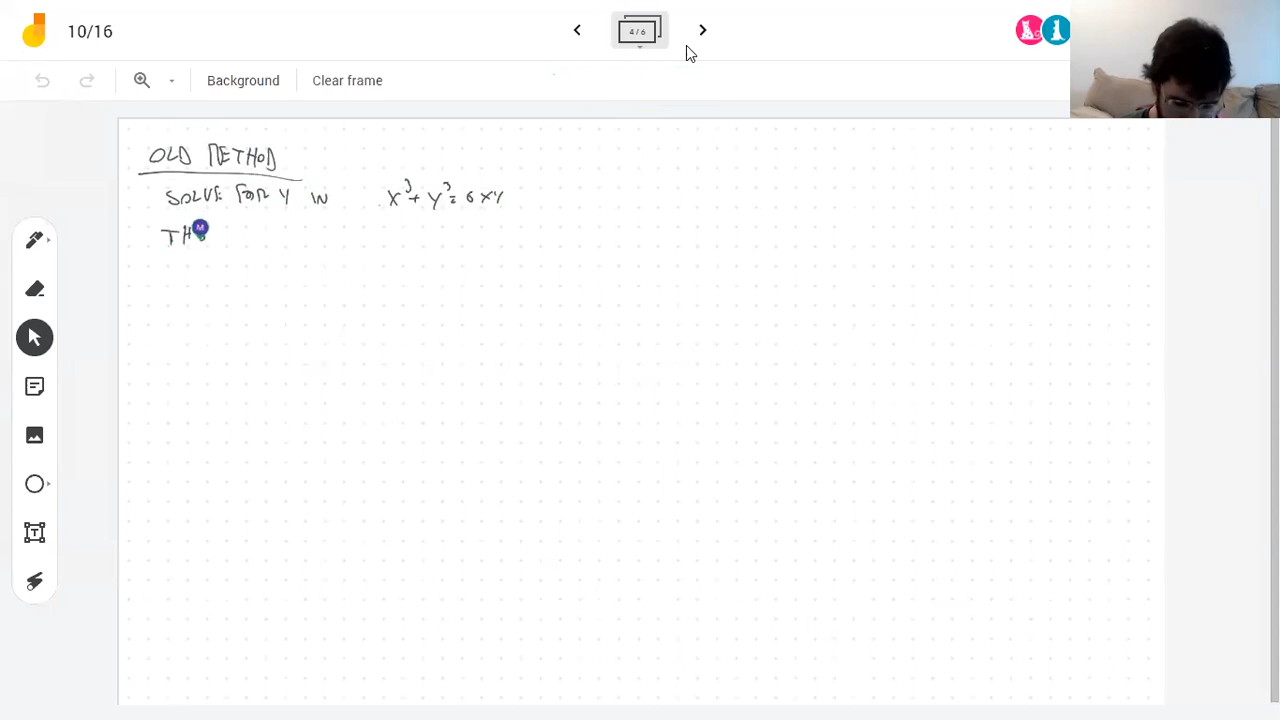 10/16
4 / 6
Background
Clear frame
OLD METHOD
SOLVE FOR Y IN x³ + y³ = 6xy
TH
M
T